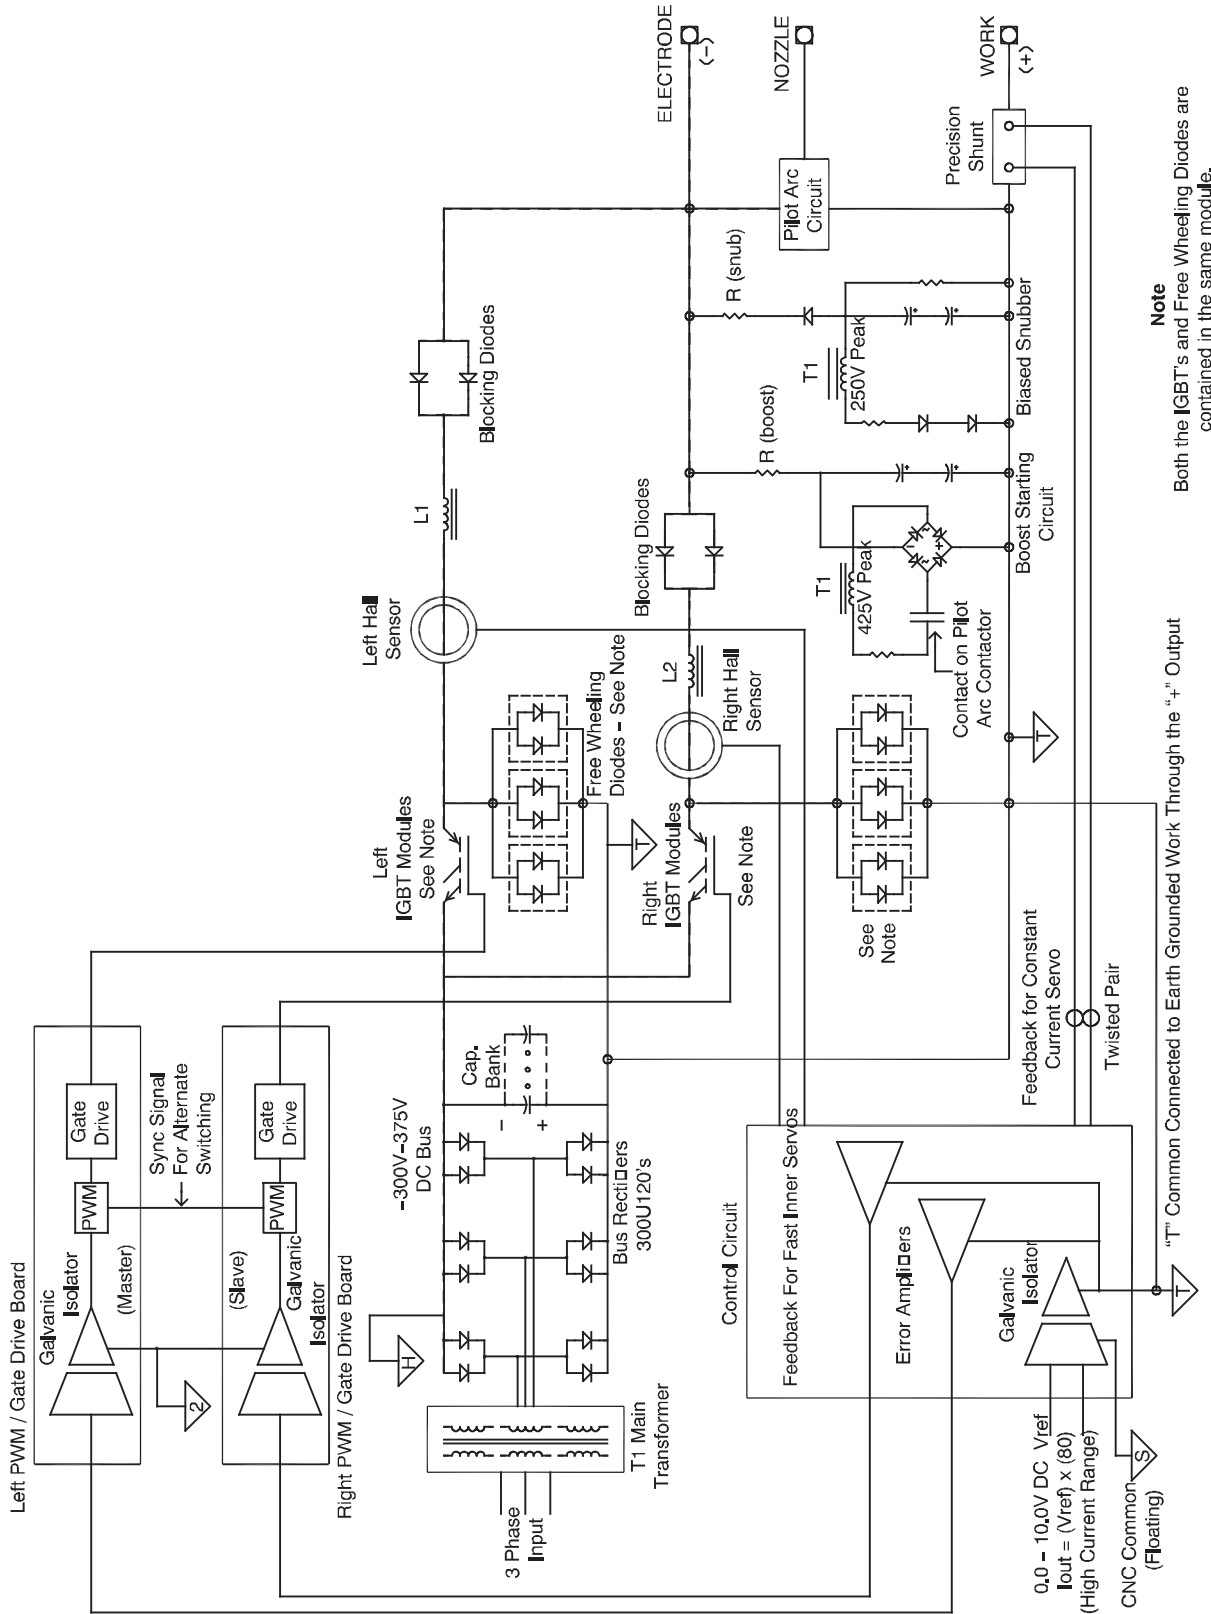 Left PWM / Gate Drive Board
Galvanic
Isolator
(Master)
PWM
Gate
Drive
Sync Signal
For Alternate
Switching
2
Right PWM / Gate Drive Board
Galvanic
Isolator
(Slave)
PWM
Gate
Drive
3 Phase
Input
T1 Main
Transformer
H
-300V-375V
DC Bus
Bus Rectifiers
300U120's
Cap.
Bank
-
+
Left
IGBT Modules
See Note
Free Wheeling
Diodes - See Note
T
Left Hall
Sensor
L1
Blocking Diodes
Right
IGBT Modules
See Note
Right Hall
Sensor
L2
Blocking Diodes
See
Note
T
Contact on Pilot
Arc Contactor
T1
425V Peak
~
~
-
+
R (boost)
+
+
Boost Starting
Circuit
T1
250V Peak
R (snub)
+
+
Biased Snubber
Pilot Arc
Circuit
Precision
Shunt
ELECTRODE
(-)
NOZZLE
WORK
(+)
Control Circuit
Feedback For Fast Inner Servos
Error Amplifiers
Galvanic
Isolator
T
Feedback for Constant
Current Servo
Twisted Pair
0.0 - 10.0V DC Vref
Iout = (Vref) x (80)
(High Current Range)
CNC Common
(Floating)
S
"T" Common Connected to Earth Grounded Work Through the "+" Output
Note
Both the IGBT's and Free Wheeling Diodes are
contained in the same module.